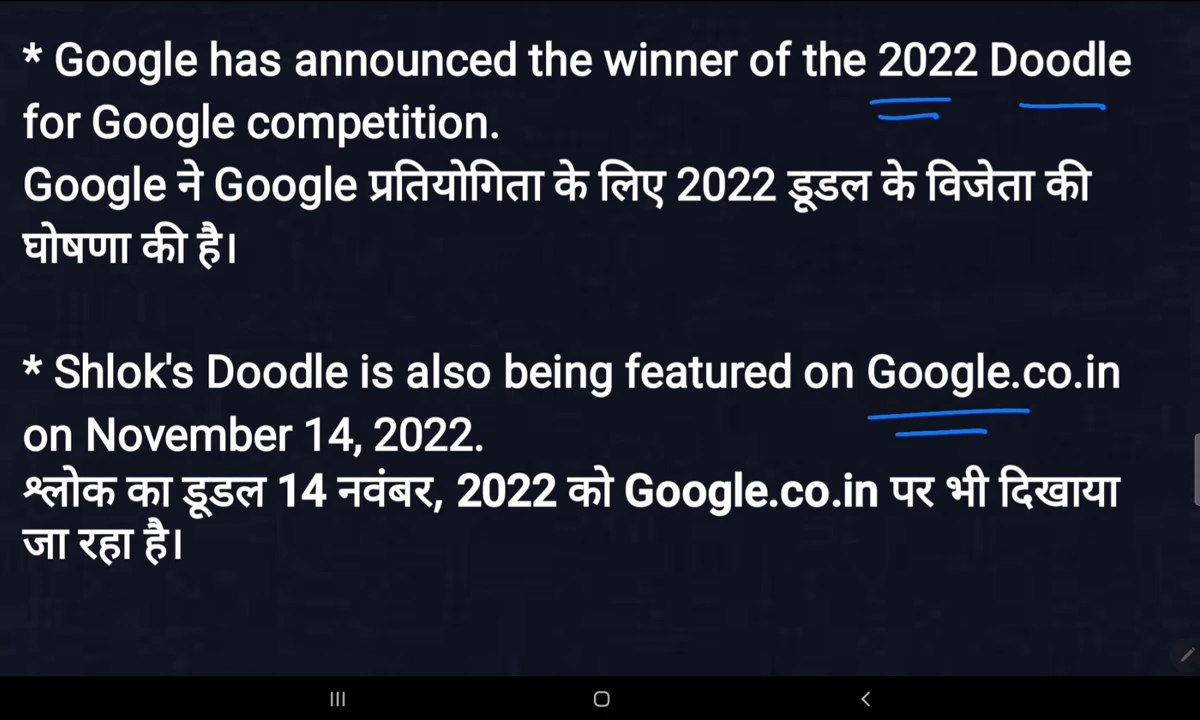 * Google has announced the winner of the 2022 Doodle
for Google competition.
Google ने Google प्रतियोगिता के लिए 2022 डूडल के विजेता की
घोषणा की है।
* Shlok's Doodle is also being featured on Google.co.in
on November 14, 2022.
श्लोक का डूडल 14 नवंबर, 2022 को Google.co.in पर भी दिखाया
जा रहा है।